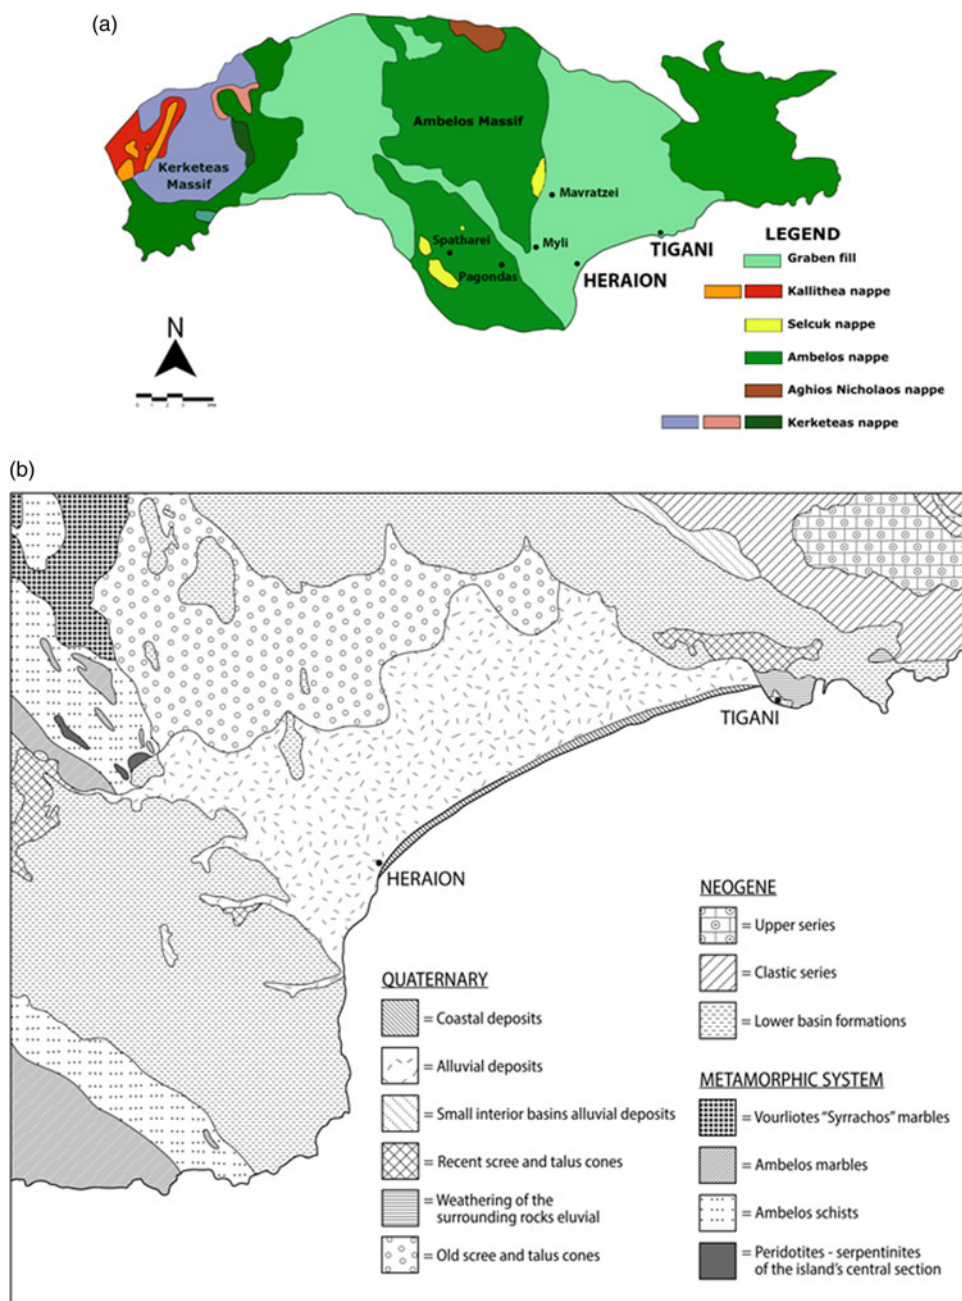 (a)
Ambelos Massif
Kerketeas
Massif
Mavratzei
Spatharei
Myli
Pagondas
TIGANI
HERAION
LEGEND
Graben fill
Kallithea nappe
Selcuk nappe
Ambelos nappe
Aghios Nicholaos nappe
Kerketeas nappe
N
(b)
TIGANI
HERAION
QUATERNARY
= Coastal deposits
= Alluvial deposits
= Small interior basins alluvial deposits
= Recent scree and talus cones
= Weathering of the
surrounding rocks eluvial
= Old scree and talus cones
NEOGENE
= Upper series
= Clastic series
= Lower basin formations
METAMORPHIC SYSTEM
= Vourliotes “Syrrachos” marbles
= Ambelos marbles
= Ambelos schists
= Peridotites - serpentinites
of the island's central section